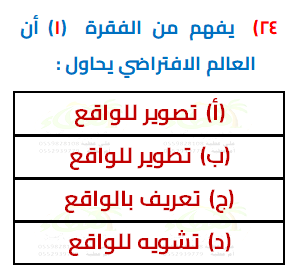 ٢٤) يفهم من الفقرة (١) أن
العالم الافتراضي يحاول :
(أ) تصوير للواقع
(ب) تطوير للواقع
(ج) تعريف بالواقع
(د) تشويه للواقع